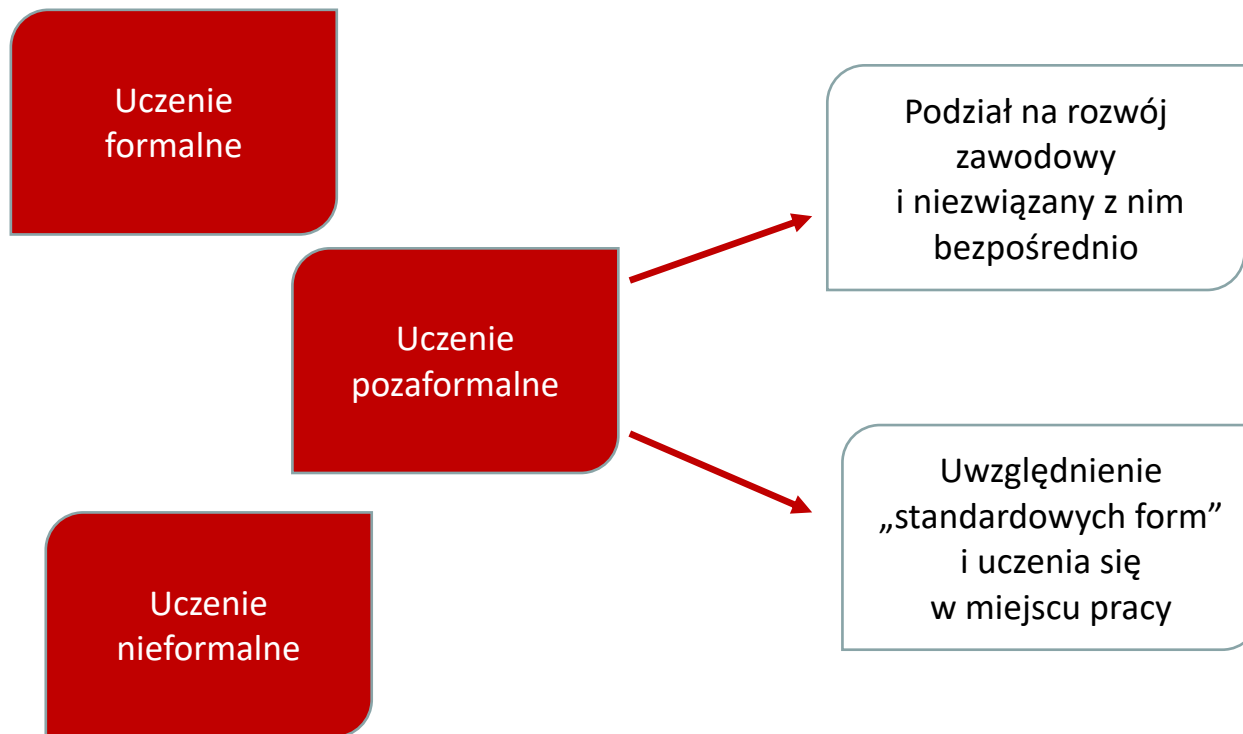 Uczenie
formalne
Podział na rozwój
zawodowy
i niezwiązany z nim
bezpośrednio
Uczenie
pozaformalne
Uwzględnienie
„standardowych form”
i uczenia się
w miejscu pracy
Uczenie
nieformalne